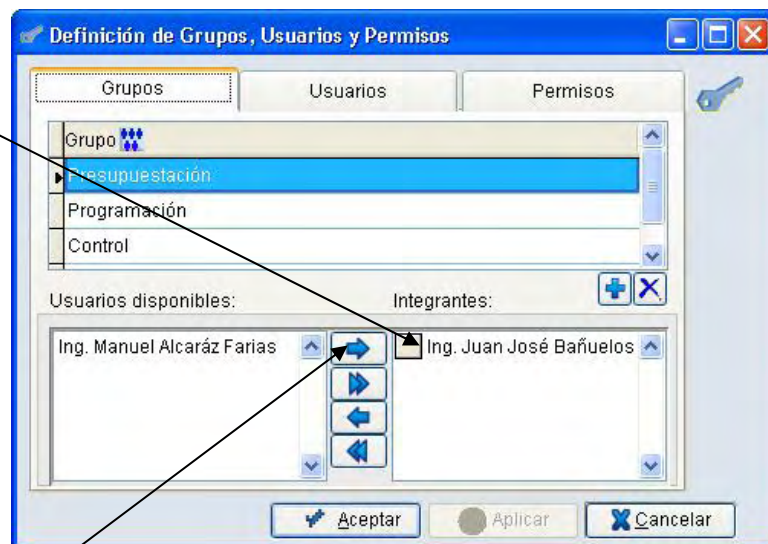 Definición de Grupos, Usuarios y Permisos
Grupos Usuarios Permisos
Grupo
Presupuestación
Programación
Control
Usuarios disponibles: Integrantes:
Ing. Manuel Alcaráz Farias Ing. Juan José Bañuelos
Aceptar Aplicar Cancelar